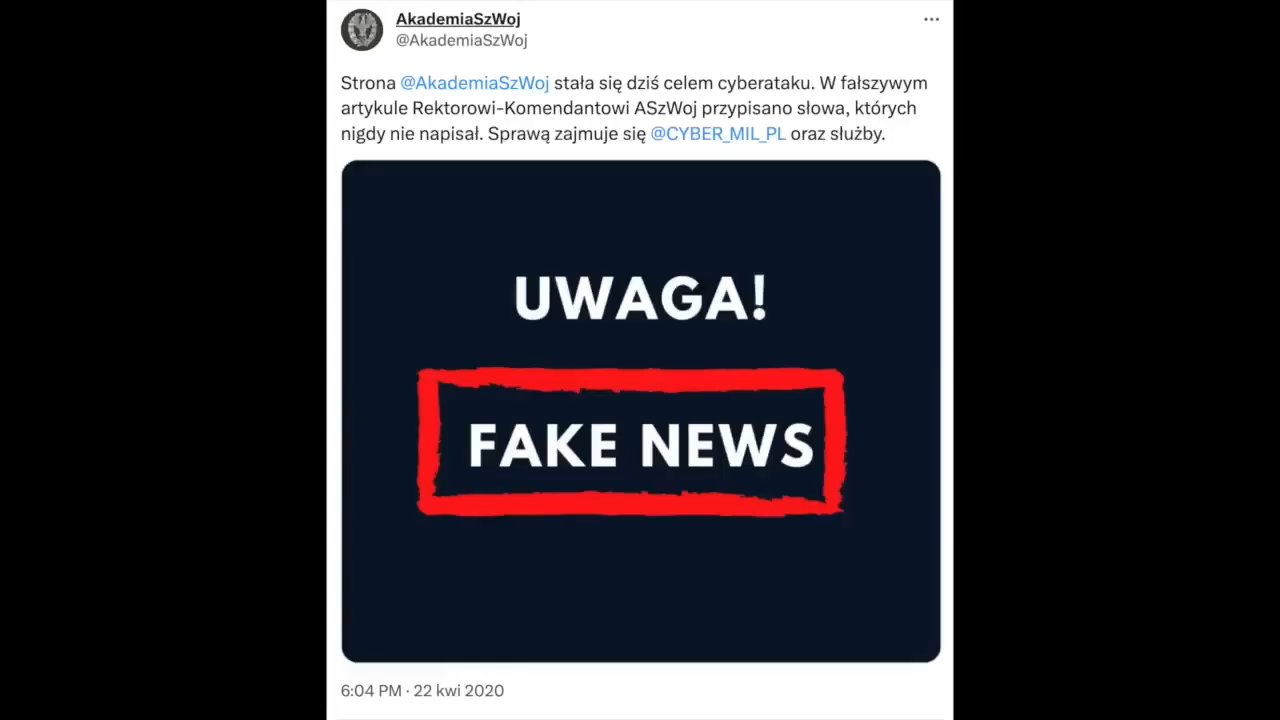 AkademiaSzWoj
@AkademiaSzWoj
Strona @AkademiaSzWoj stała się dziś celem cyberataku. W fałszywym
artykule Rektorowi-Komendantowi ASzWoj przypisano słowa, których
nigdy nie napisał. Sprawą zajmuje się @CYBER_MIL_PL oraz służby.
UWAGA!
FAKE NEWS
6:04 PM · 22 kwi 2020